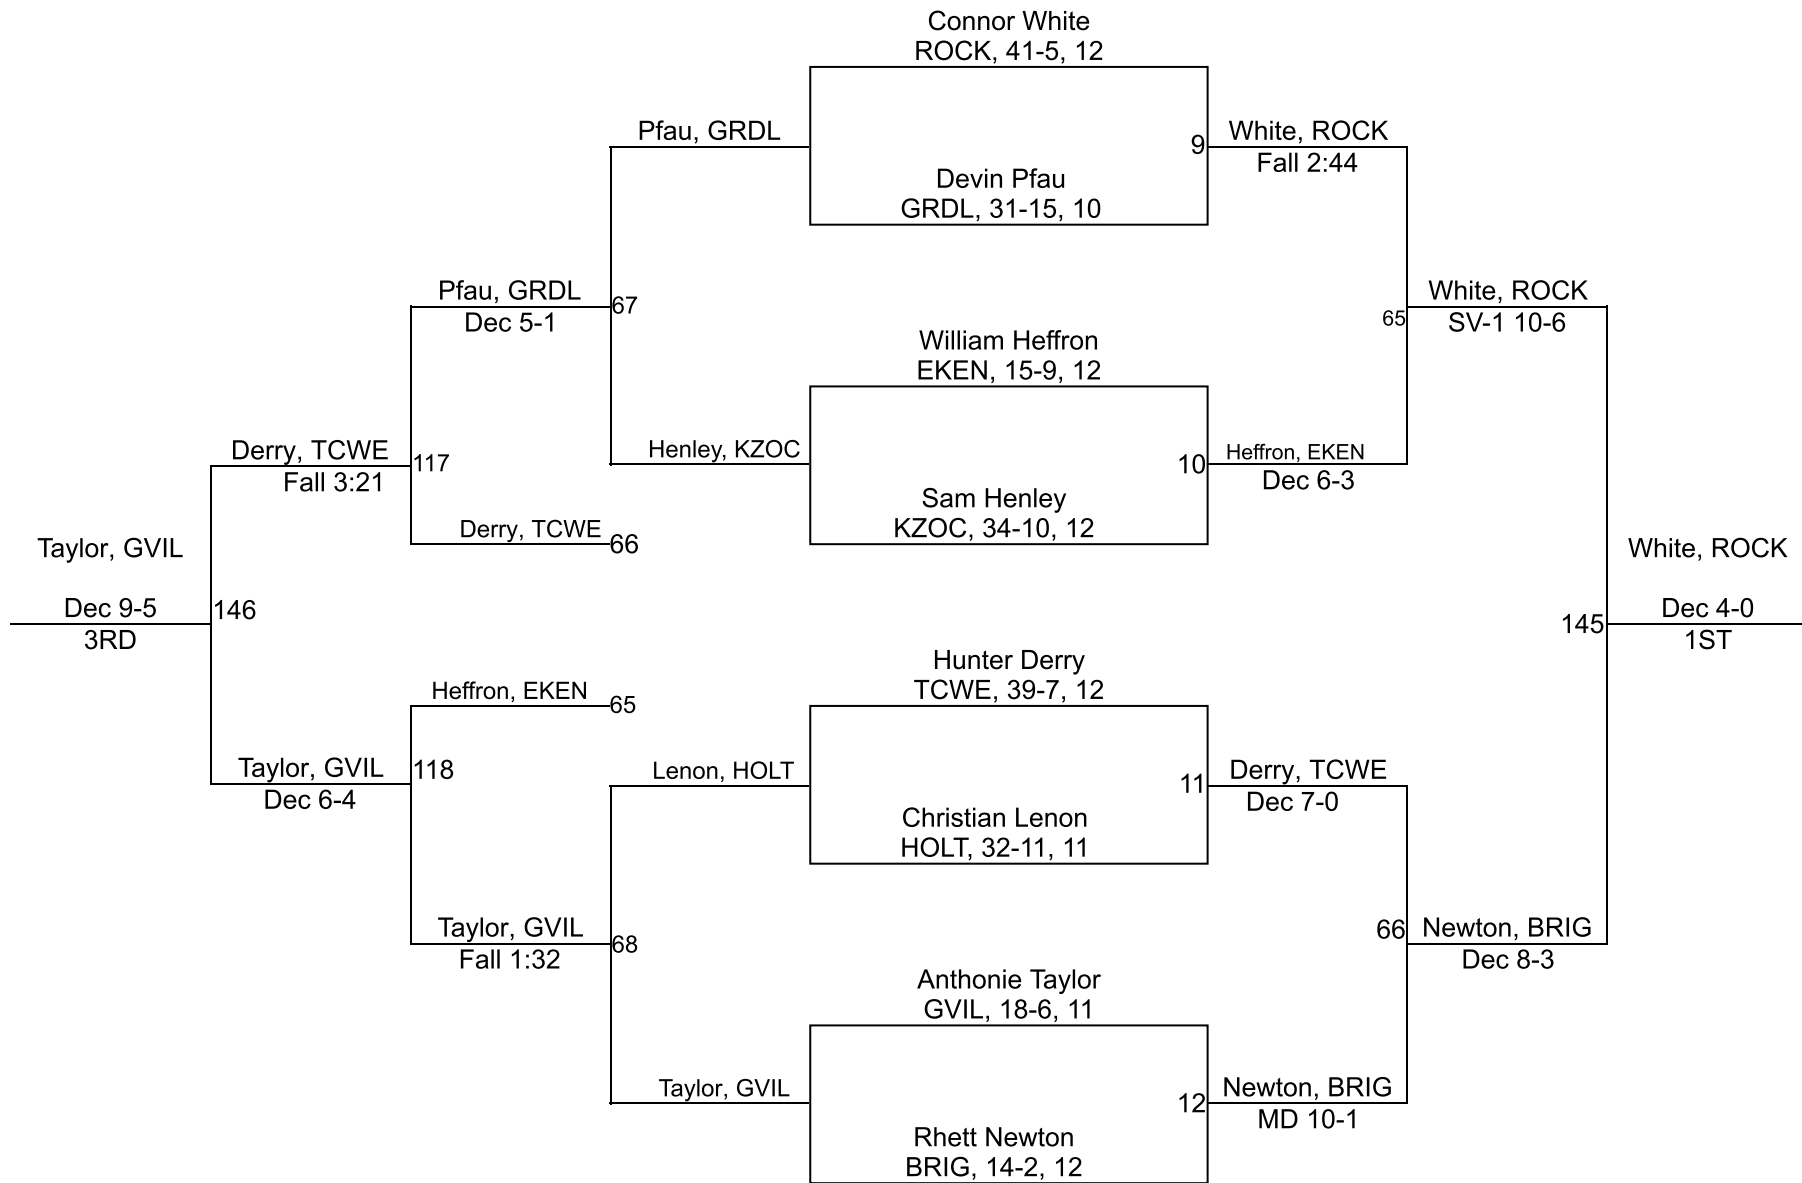 Connor White
ROCK, 41-5, 12
Pfau, GRDL
9
White, ROCK
Fall 2:44
Devin Pfau
GRDL, 31-15, 10
Pfau, GRDL
Dec 5-1
67
White, ROCK
SV-1 10-6
65
William Heffron
EKEN, 15-9, 12
Derry, TCWE
Fall 3:21
117
Henley, KZOC
10
Heffron, EKEN
Dec 6-3
Sam Henley
KZOC, 34-10, 12
Derry, TCWE
66
Taylor, GVIL
Dec 9-5
3RD
146
White, ROCK
Dec 4-0
1ST
145
Hunter Derry
TCWE, 39-7, 12
Heffron, EKEN
65
Taylor, GVIL
Dec 6-4
118
Lenon, HOLT
11
Derry, TCWE
Dec 7-0
Christian Lenon
HOLT, 32-11, 11
Taylor, GVIL
Fall 1:32
68
66
Newton, BRIG
Dec 8-3
Anthonie Taylor
GVIL, 18-6, 11
Taylor, GVIL
12
Newton, BRIG
MD 10-1
Rhett Newton
BRIG, 14-2, 12